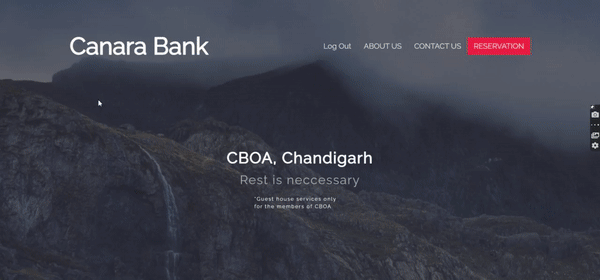 Canara Bank
Log Out ABOUT US CONTACT US RESERVATION
CBOA, Chandigarh
Rest is neccessary
*Guest house services only
for the members of CBOA